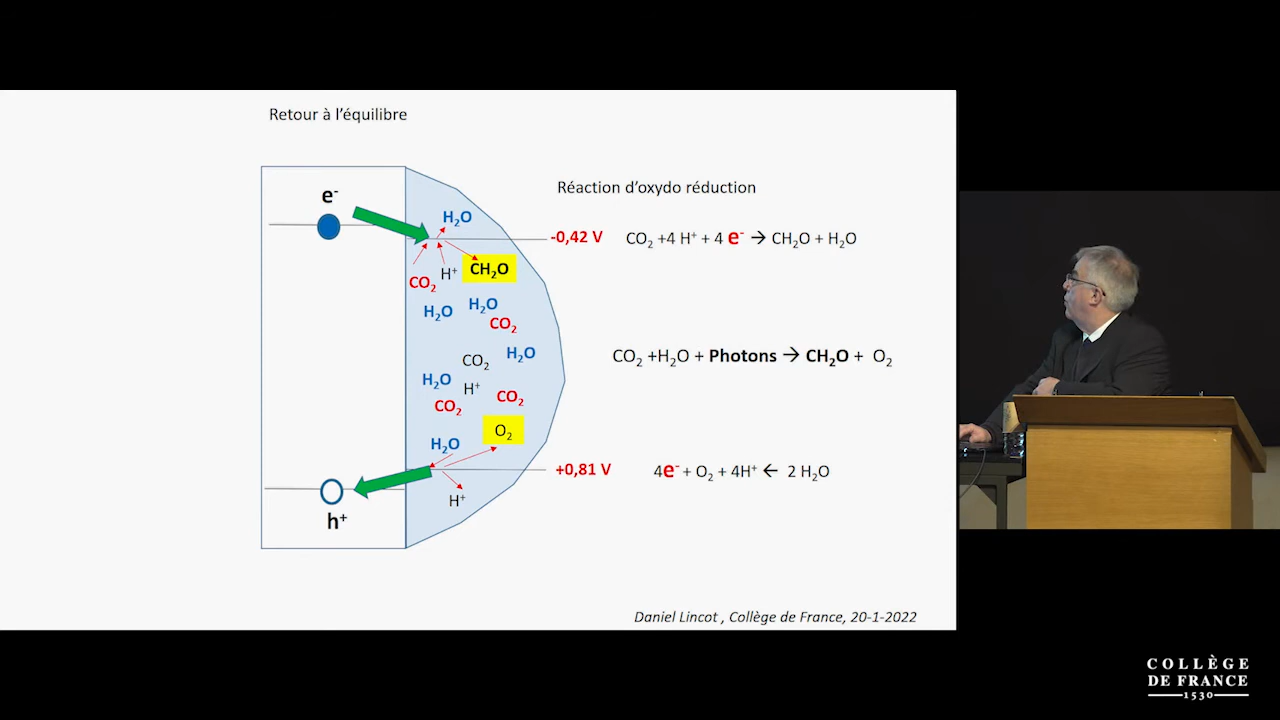 Retour à l'équilibre
Réaction d'oxydo réduction
e⁻
H₂O
-0,42 V
CO₂ +4 H⁺ + 4 e⁻ → CH₂O + H₂O
CO₂
H⁺
CH₂O
H₂O
H₂O
CO₂
CO₂
H₂O
CO₂ +H₂O + Photons → CH₂O + O₂
H₂O
H⁺
CO₂
CO₂
O₂
H₂O
+0,81 V
4e⁻ + O₂ + 4H⁺ ← 2 H₂O
H⁺
h⁺
Daniel Lincot , Collège de France, 20-1-2022
COLLÈGE
DE FRANCE
1530